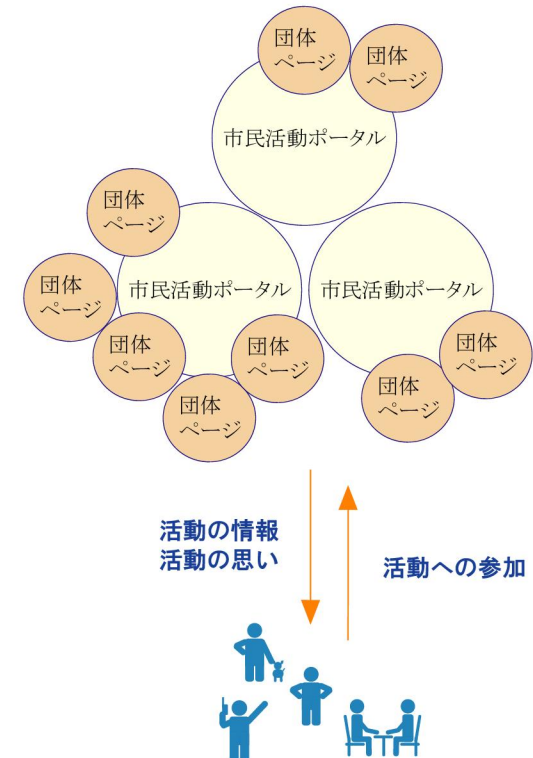 団体
ページ
団体
ページ
市民活動ポータル
団体
ページ
団体
ページ
市民活動ポータル
市民活動ポータル
団体
ページ
団体
ページ
団体
ページ
団体
ページ
団体
ページ
活動の情報
活動の思い
活動への参加